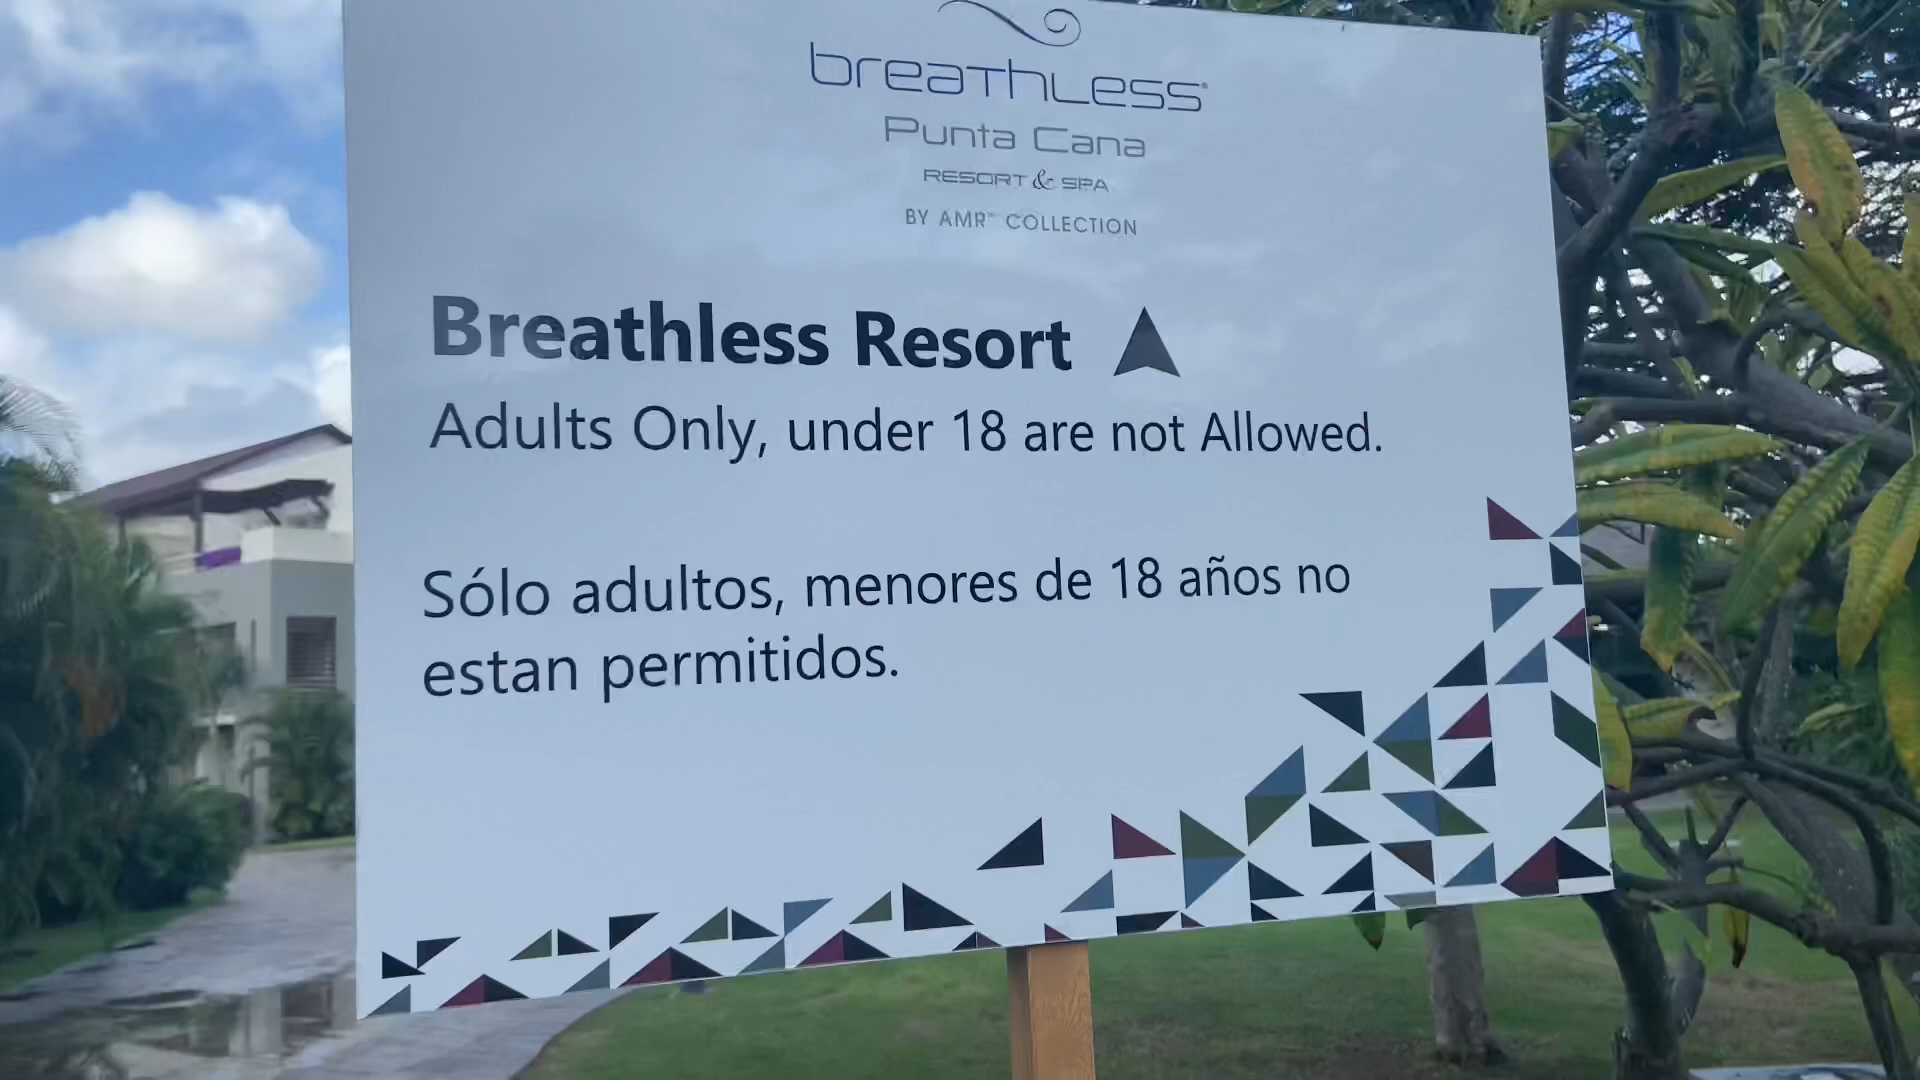 breathless®
Punta Cana
RESORT & SPA
BY AMR™ COLLECTION
Breathless Resort
Adults Only, under 18 are not Allowed.
Sólo adultos, menores de 18 años no
estan permitidos.